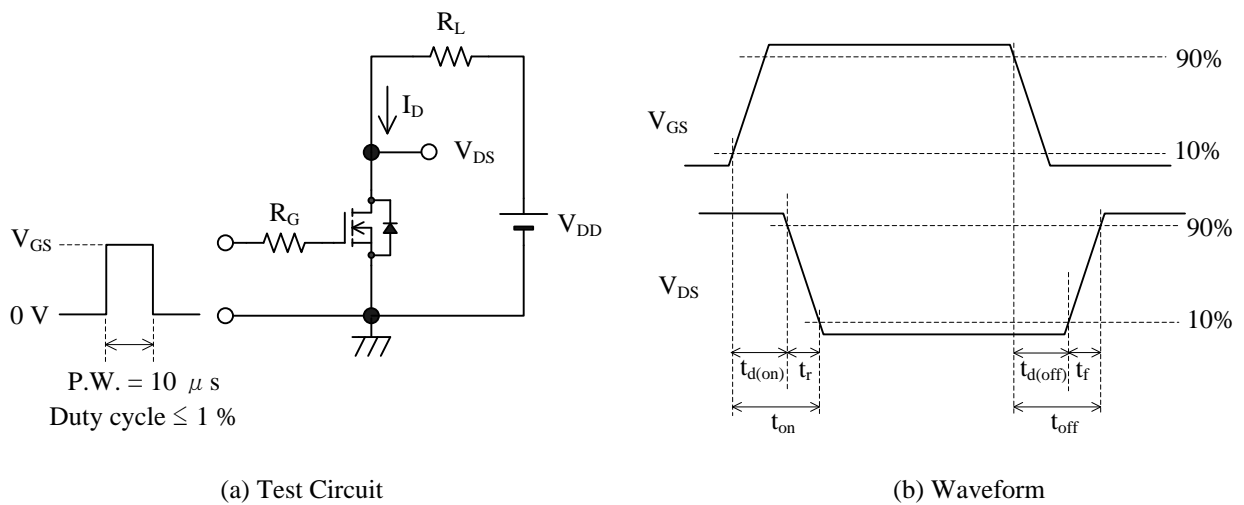 R_L
I_D
V_DS
R_G
V_DD
V_GS
0 V
P.W. = 10 μ s
Duty cycle ≤ 1 %
(a) Test Circuit
90%
V_GS
10%
90%
V_DS
10%
t_d(on) t_r t_d(off) t_f
t_on t_off
(b) Waveform